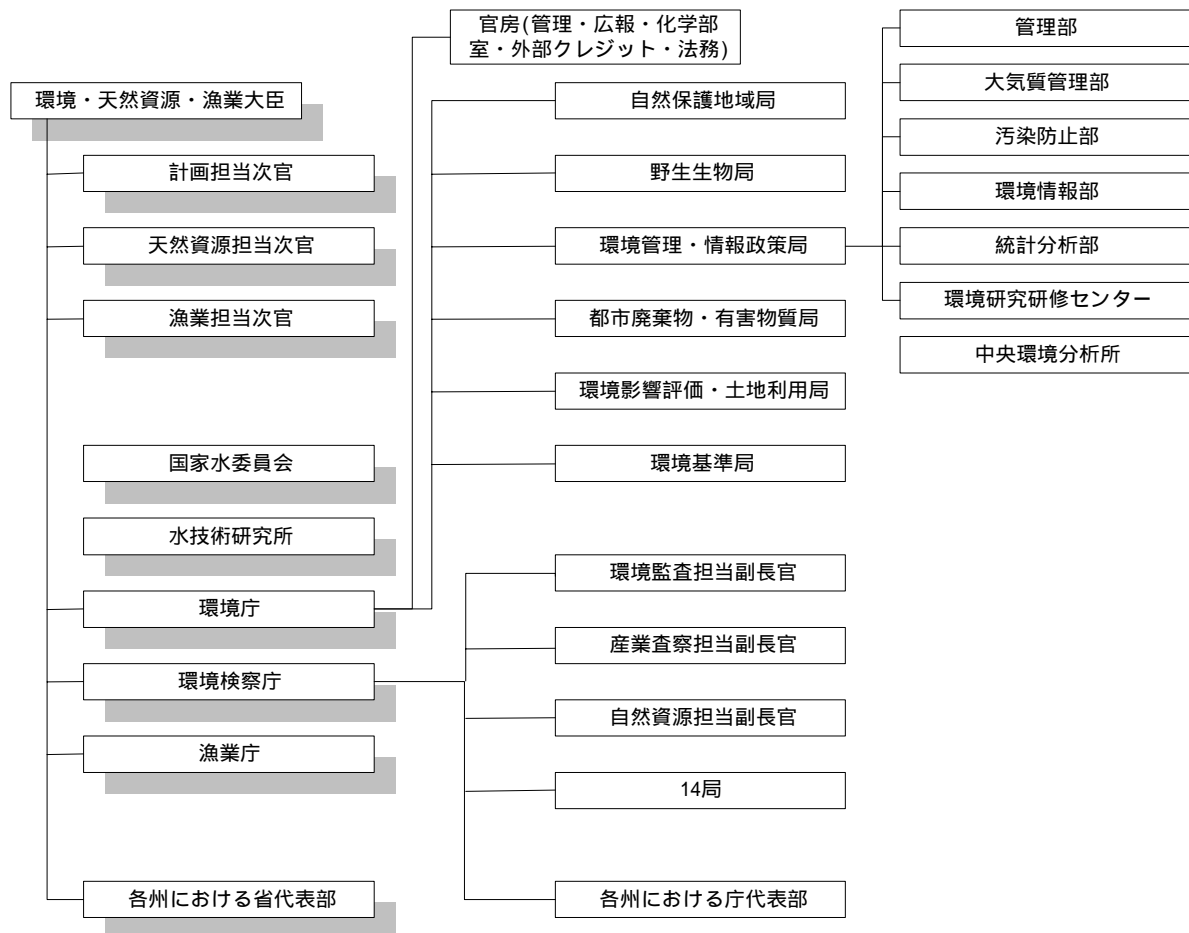 官房(管理・広報・化学部
室・外部クレジット・法務)
環境・天然資源・漁業大臣
計画担当次官
天然資源担当次官
漁業担当次官
国家水委員会
水技術研究所
環境庁
環境検察庁
漁業庁
各州における省代表部
自然保護地域局
野生生物局
環境管理・情報政策局
都市廃棄物・有害物質局
環境影響評価・土地利用局
環境基準局
環境監査担当副長官
産業査察担当副長官
自然資源担当副長官
14局
各州における庁代表部
管理部
大気質管理部
汚染防止部
環境情報部
統計分析部
環境研究研修センター
中央環境分析所